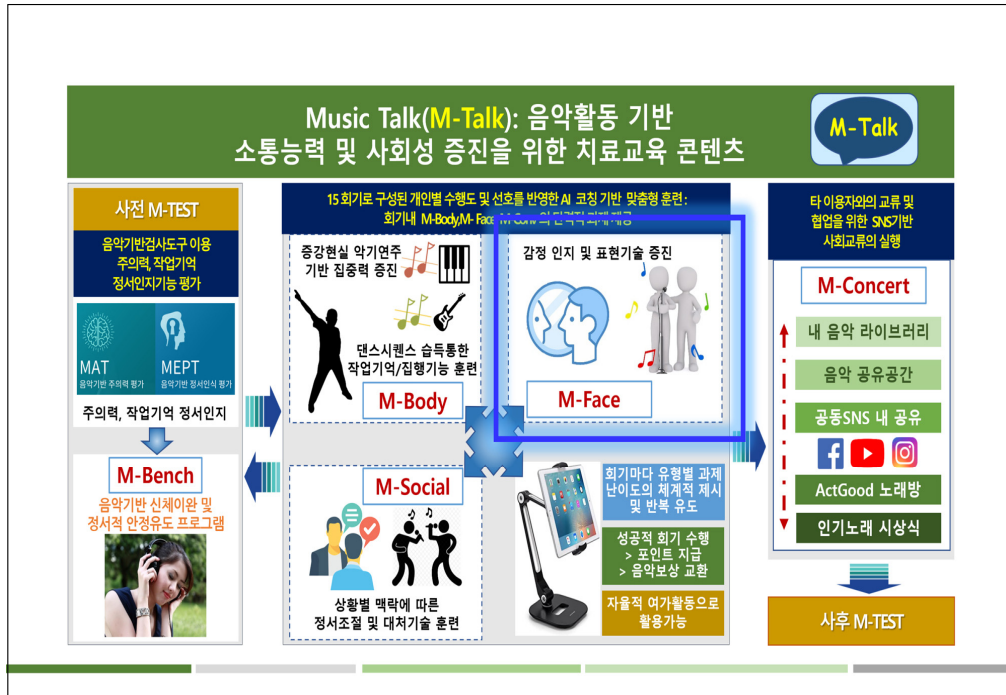 Music Talk(M-Talk): 음악활동 기반
소통능력 및 사회성 증진을 위한 치료교육 콘텐츠
M-Talk
사전 M-TEST
음악기반검사도구 이용
주의력, 작업기억
정서인지기능 평가
MAT
음악기반 주의력 평가
MEPT
음악기반 정서인식 평가
주의력, 작업기억 정서인지
M-Bench
음악기반 신체이완 및
정서적 안정유도 프로그램
15 회기로 구성된 개인별 수행도 및 선호를 반영한 AI 코칭 기반 맞춤형 훈련 :
회기내 M-Body,M- Face
증강현실 악기연주
기반 집중력 증진
댄스시퀜스 습득통한
작업기억/집행기능 훈련
M-Body
감정 인지 및 표현기술 증진
M-Face
M-Social
상황별 맥락에 따른
정서조절 및 대처기술 훈련
회기마다 유형별 과제
난이도의 체계적 제시
및 반복 유도
성공적 회기 수행
> 포인트 지급
> 음악보상 교환
자율적 여가활동으로
활용가능
타 이용자와의 교류 및
협업을 위한 SNS기반
사회교류의 실행
M-Concert
내 음악 라이브러리
음악 공유공간
공동SNS 내 공유
ActGood 노래방
인기노래 시상식
사후 M-TEST